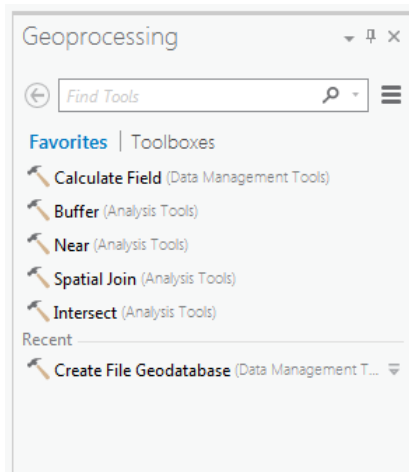 Geoprocessing
Find Tools
Favorites | Toolboxes
Calculate Field (Data Management Tools)
Buffer (Analysis Tools)
Near (Analysis Tools)
Spatial Join (Analysis Tools)
Intersect (Analysis Tools)
Recent
Create File Geodatabase (Data Management T...